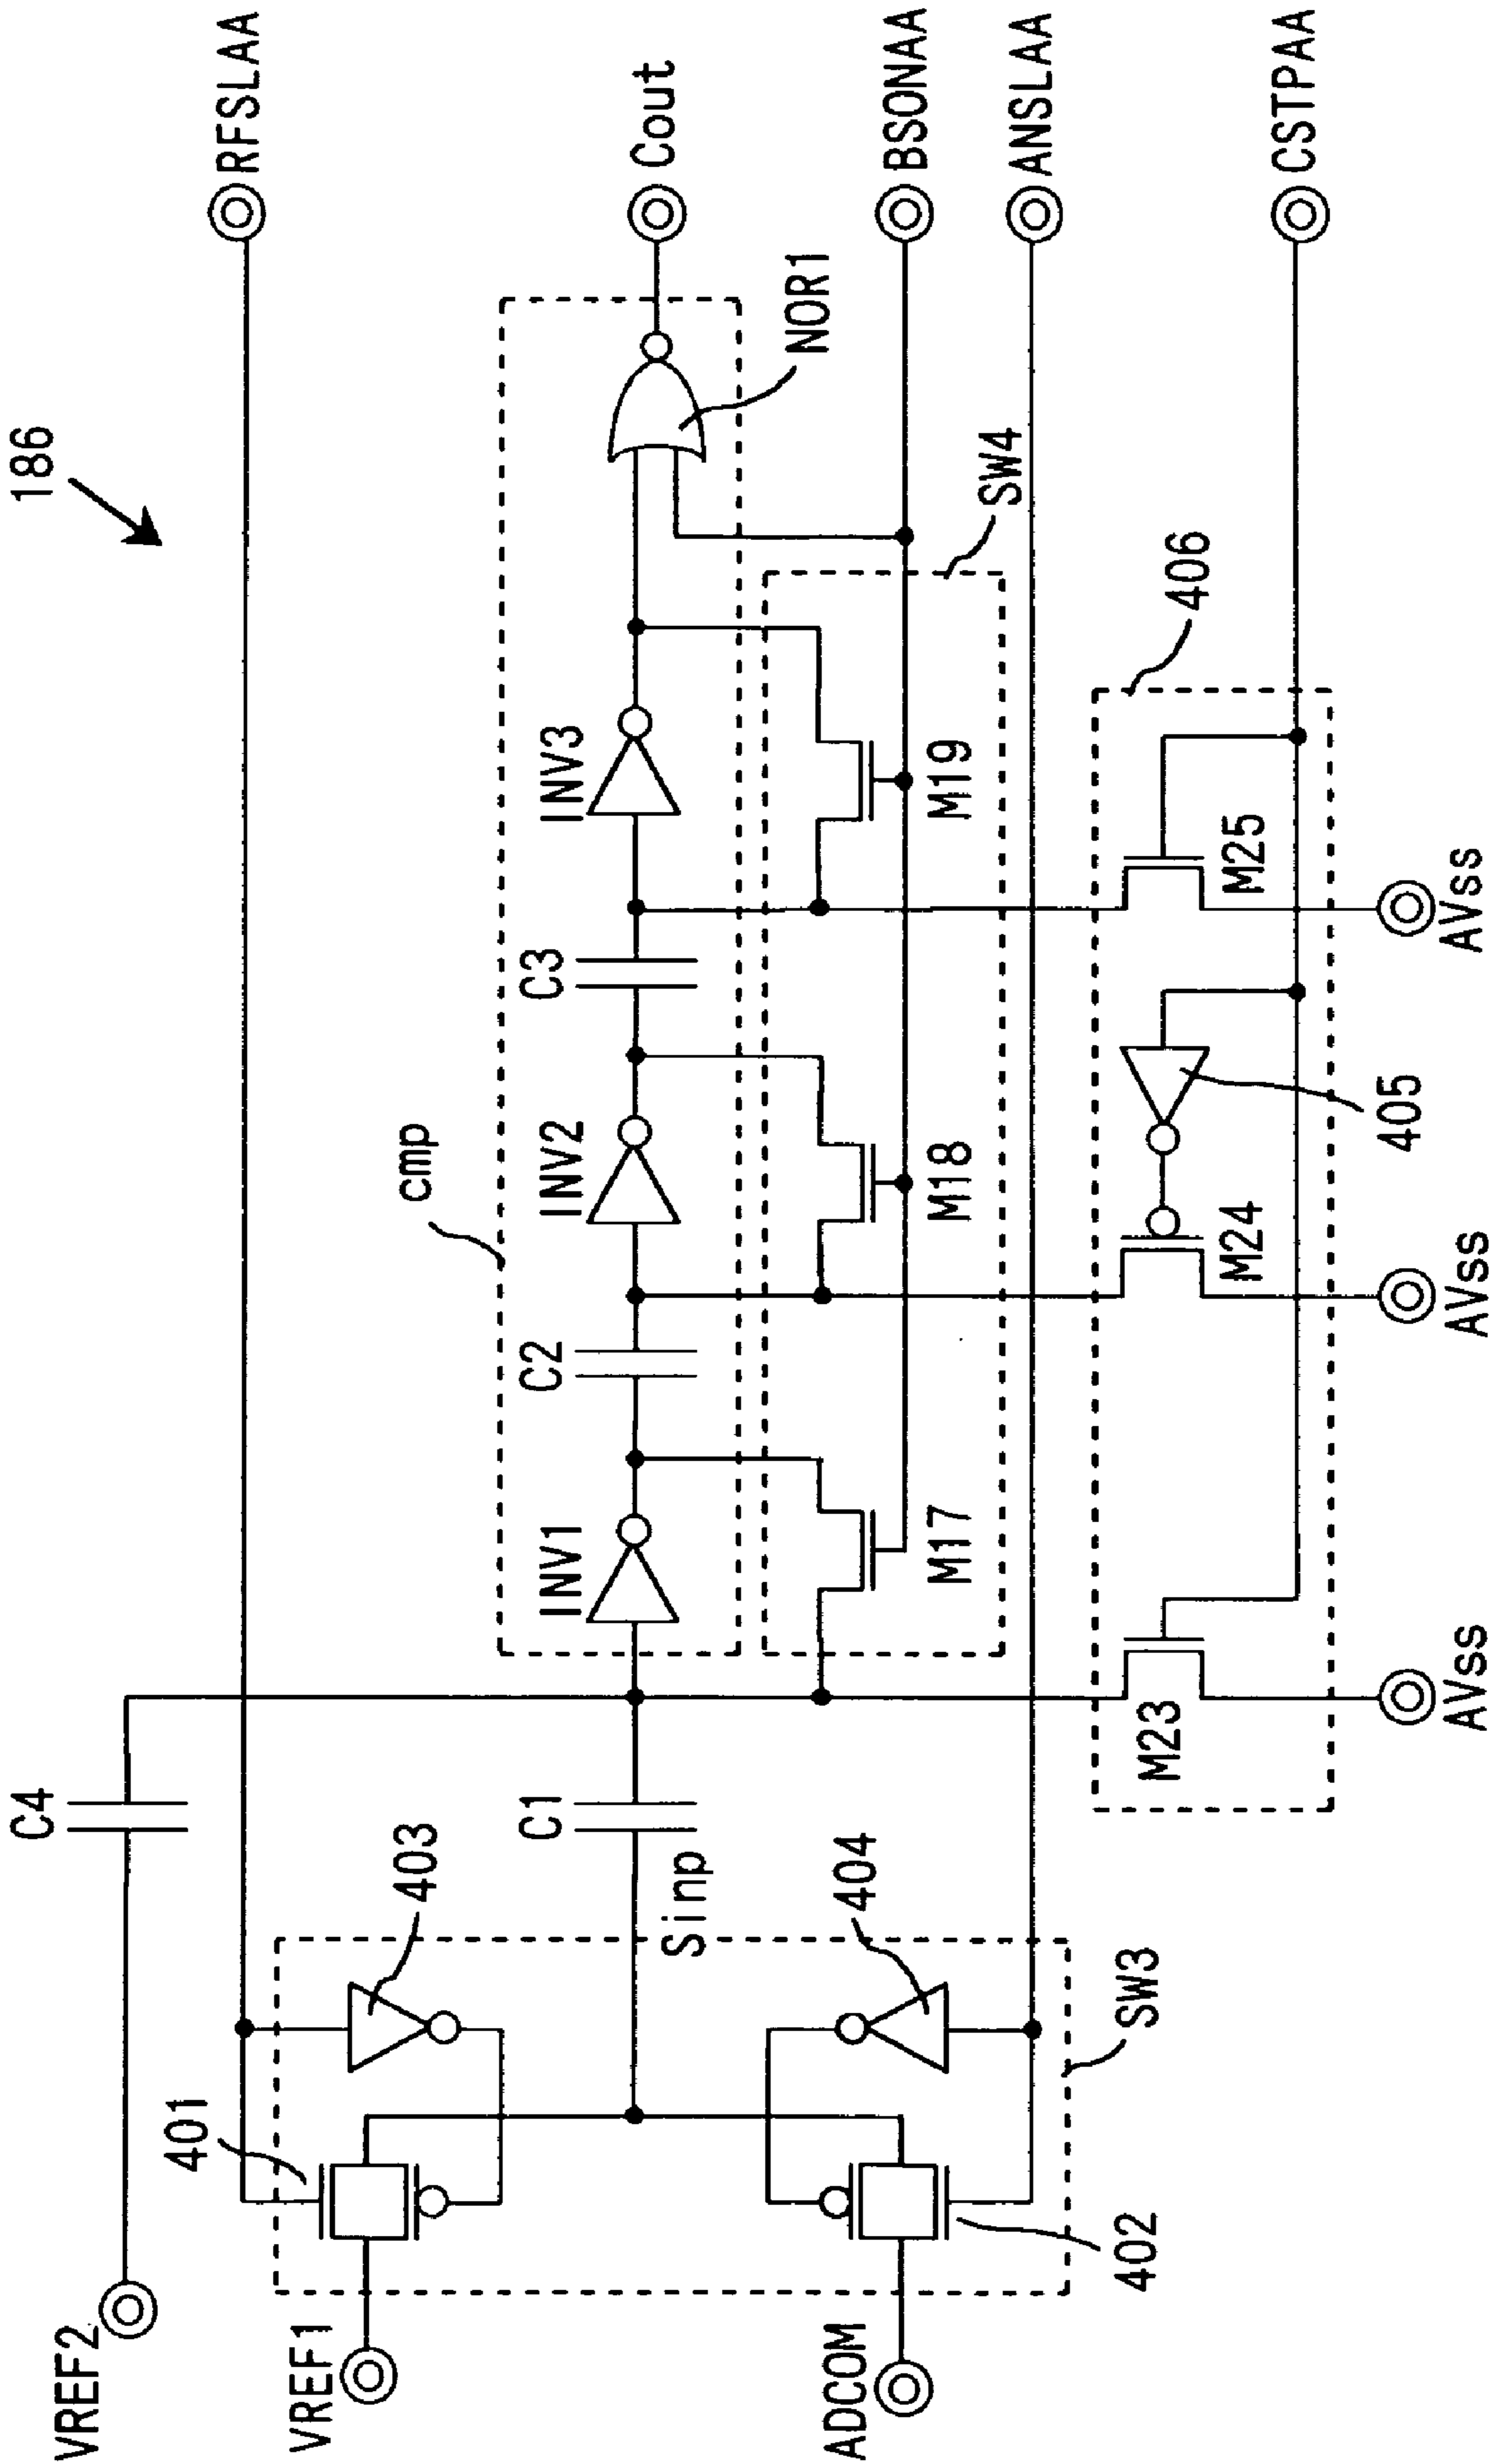 186
RFSLAA
Cout
BSONAA
ANSLAA
CSTPAA
VREF2
C4
VREF1
401
403
Sinp
C1
ADCOM
402
404
SW3
cmp
INV1
C2
INV2
C3
INV3
NOR1
M17
M18
M19
SW4
406
M23
M24
405
M25
AVss
AVss
AVss